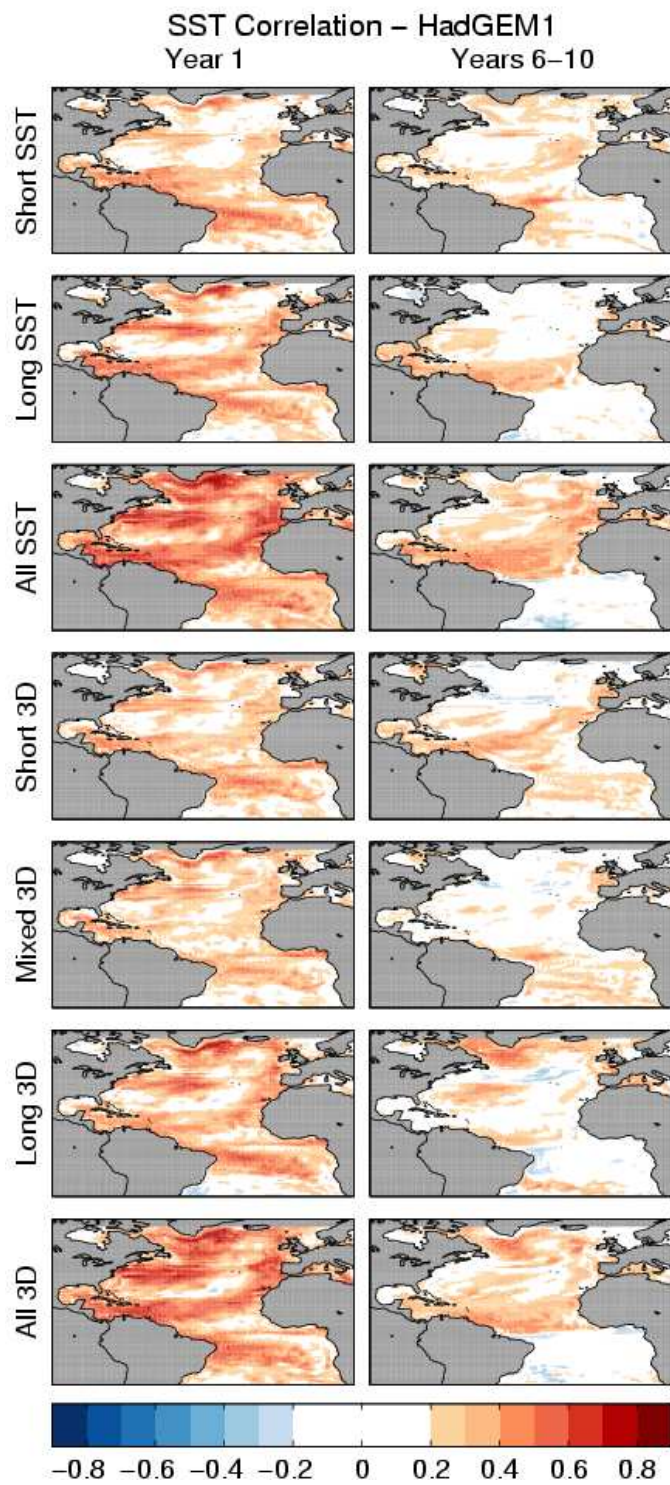 SST Correlation – HadGEM1
Year 1 Years 6–10
Short SST
Long SST
All SST
Short 3D
Mixed 3D
Long 3D
All 3D
−0.8 −0.6 −0.4 −0.2 0 0.2 0.4 0.6 0.8